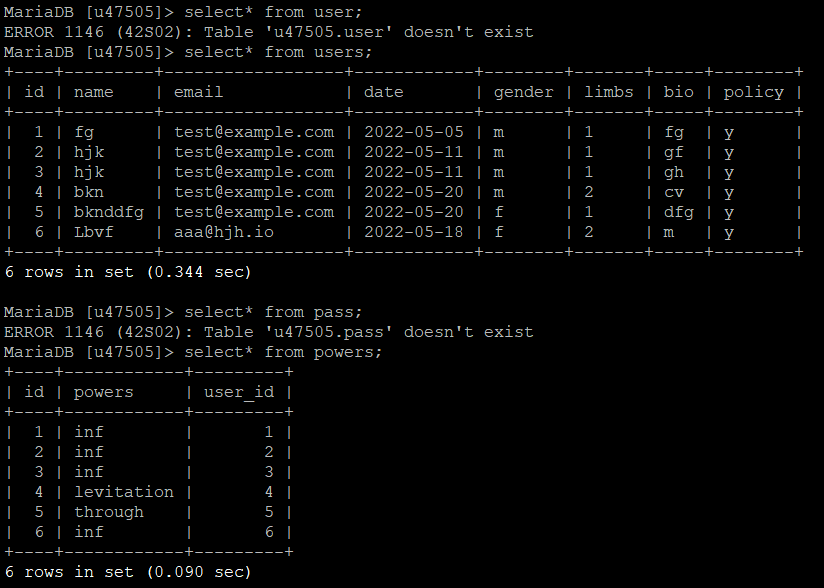 MariaDB [u47505]> select* from user;
ERROR 1146 (42S02): Table 'u47505.user' doesn't exist
MariaDB [u47505]> select* from users;
+----+---------+------------------+------------+--------+-------+-----+--------+
| id | name    | email            | date       | gender | limbs | bio | policy |
+----+---------+------------------+------------+--------+-------+-----+--------+
|  1 | fg      | test@example.com | 2022-05-05 | m      | 1     | fg  | y      |
|  2 | hjk     | test@example.com | 2022-05-11 | m      | 1     | gf  | y      |
|  3 | hjk     | test@example.com | 2022-05-11 | m      | 1     | gh  | y      |
|  4 | bkn     | test@example.com | 2022-05-20 | m      | 2     | cv  | y      |
|  5 | bknddfg | test@example.com | 2022-05-20 | f      | 1     | dfg | y      |
|  6 | Lbvf    | aaa@hjh.io       | 2022-05-18 | f      | 2     | m   | y      |
+----+---------+------------------+------------+--------+-------+-----+--------+
6 rows in set (0.344 sec)

MariaDB [u47505]> select* from pass;
ERROR 1146 (42S02): Table 'u47505.pass' doesn't exist
MariaDB [u47505]> select* from powers;
+----+------------+---------+
| id | powers     | user_id |
+----+------------+---------+
|  1 | inf        |       1 |
|  2 | inf        |       2 |
|  3 | inf        |       3 |
|  4 | levitation |       4 |
|  5 | through    |       5 |
|  6 | inf        |       6 |
+----+------------+---------+
6 rows in set (0.090 sec)